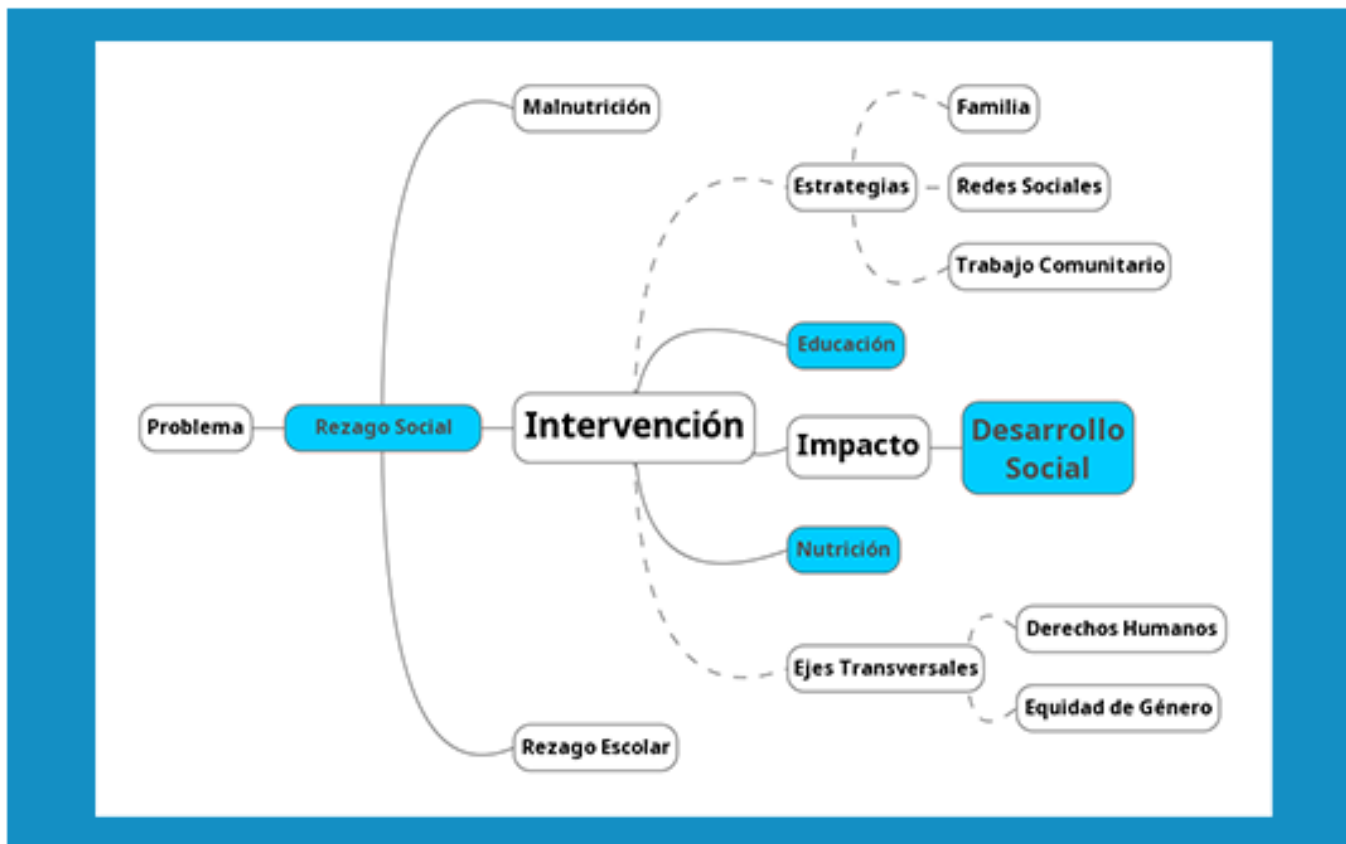 Malnutrición
Familia
Estrategias
Redes Sociales
Trabajo Comunitario
Educación
Problema
Rezago Social
Intervención
Impacto
Desarrollo
Social
Nutrición
Derechos Humanos
Ejes Transversales
Equidad de Género
Rezago Escolar